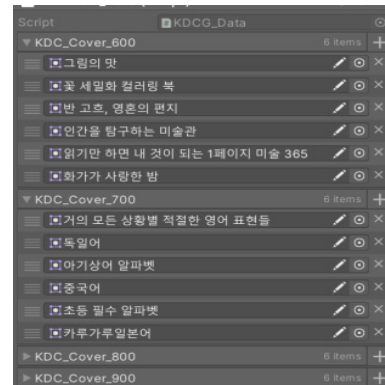 Script KDCG_Data
KDC_Cover_600 6 items
그림의 맛
꽃 세밀화 컬러링 북
반 고흐, 영혼의 편지
인간을 탐구하는 미술관
읽기만 하면 내 것이 되는 1페이지 미술 365
화가가 사랑한 밤
KDC_Cover_700 6 items
거의 모든 상황별 적절한 영어 표현들
독일어
아기상어 알파벳
중국어
초등 필수 알파벳
카루가루일본어
KDC_Cover_800 6 items
KDC_Cover_900 6 items